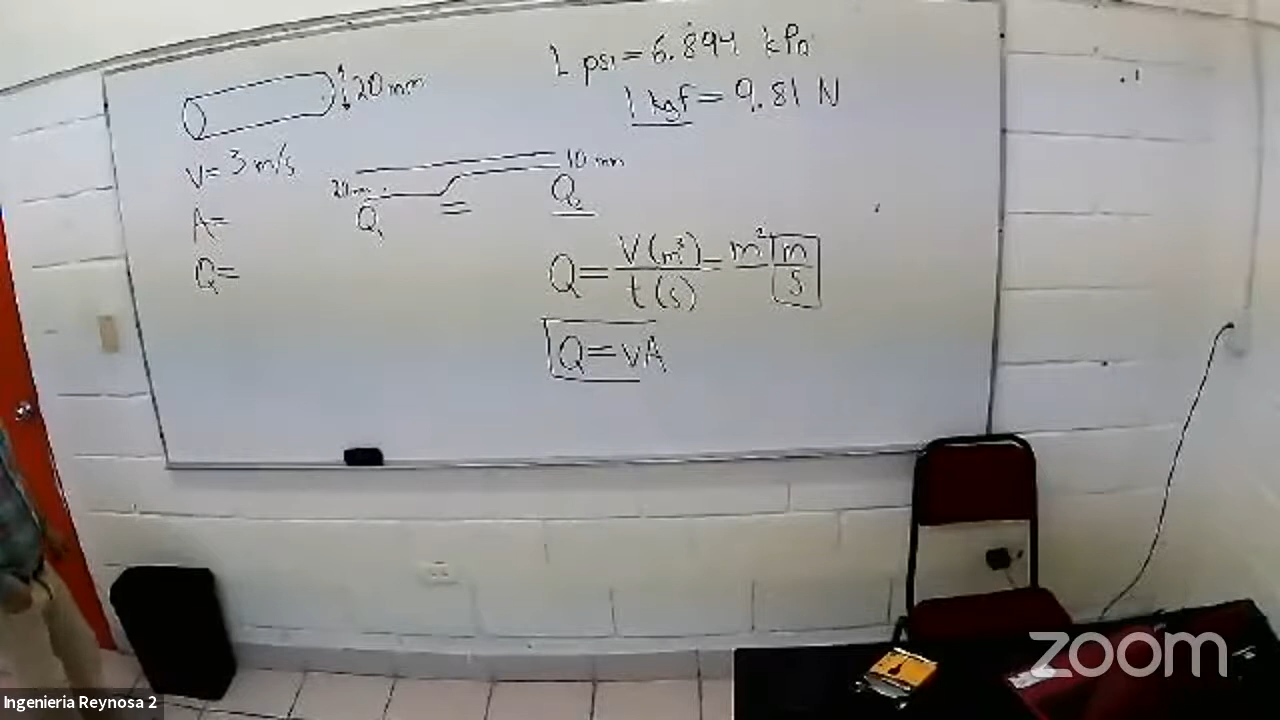 20 mm
1 psi = 6.894 kPa
1 kgf = 9.81 N
V = 3 m/s
A =
Q =
20 mm
10 mm
Q₁
Q₂
Q = V (m³) / t (s) = m² m / s
Q = vA
zoom
Ingenieria Reynosa 2